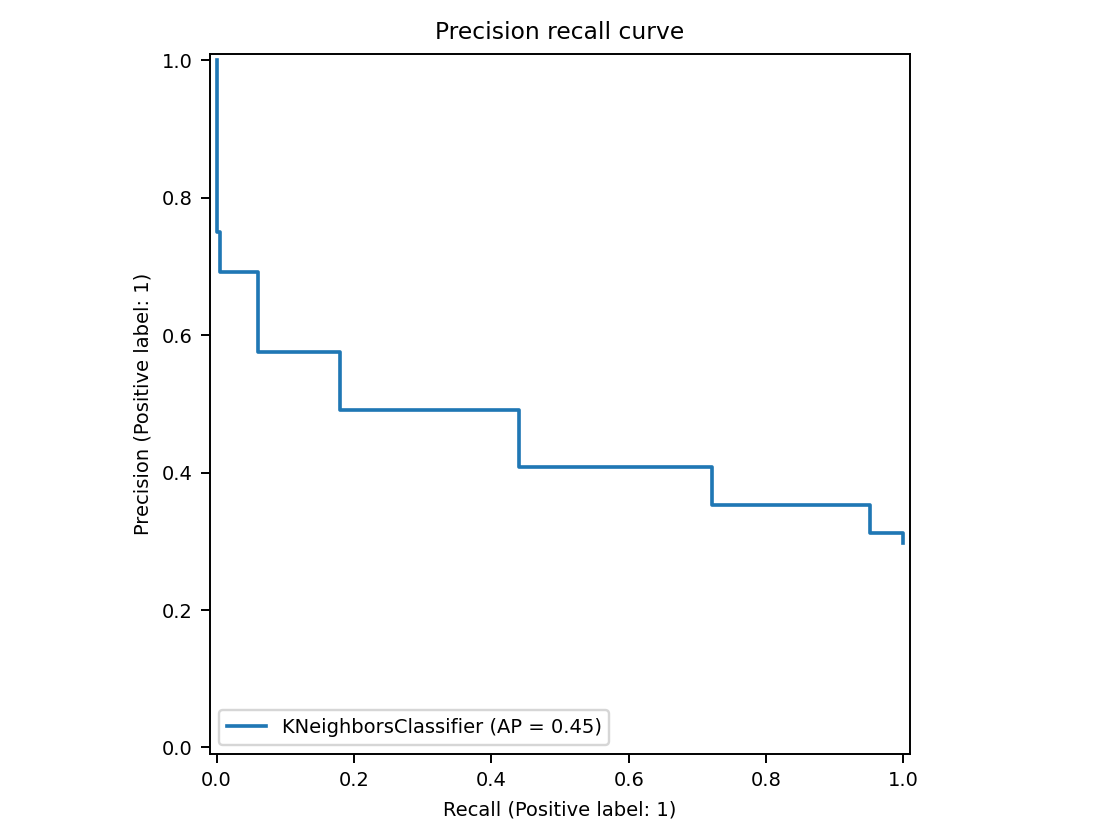 Precision recall curve
1.0
0.8
0.6
0.4
0.2
0.0
Precision (Positive label: 1)
KNeighborsClassifier (AP = 0.45)
0.0 0.2 0.4 0.6 0.8 1.0
Recall (Positive label: 1)